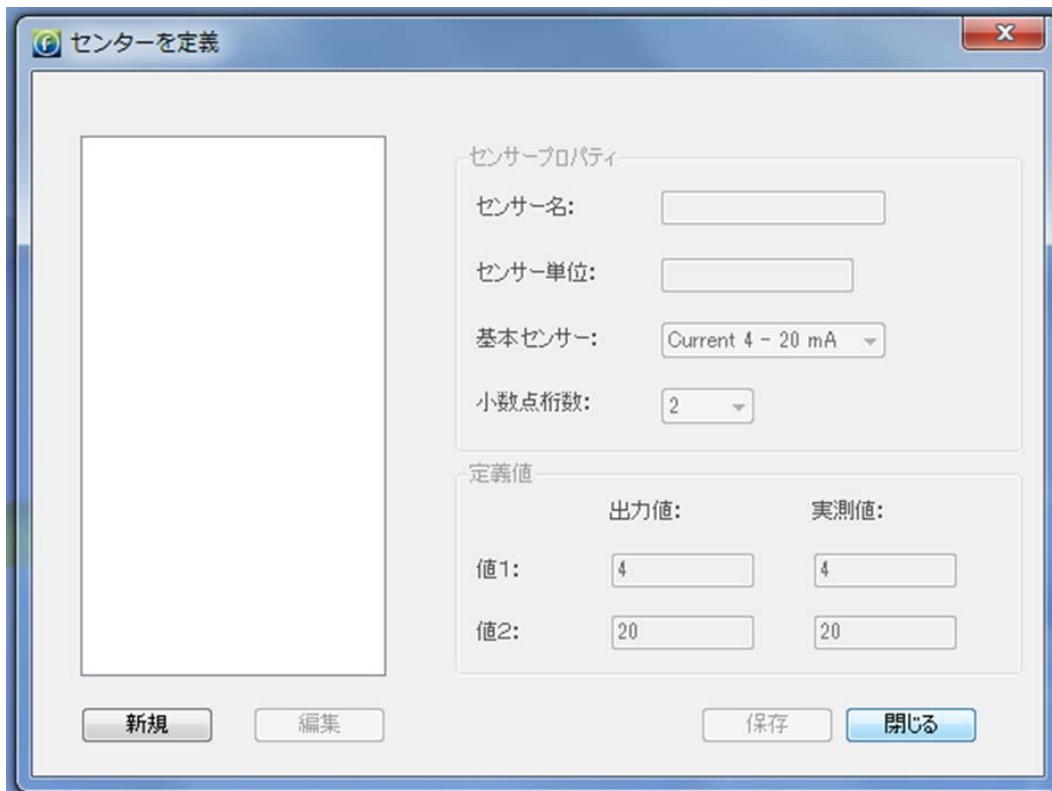 センターを定義
センサープロパティ
センサー名:
センサー単位:
基本センサー: Current 4 - 20 mA
小数点桁数: 2
定義値
出力値: 実測値:
値1: 4 4
値2: 20 20
新規 編集 保存 閉じる